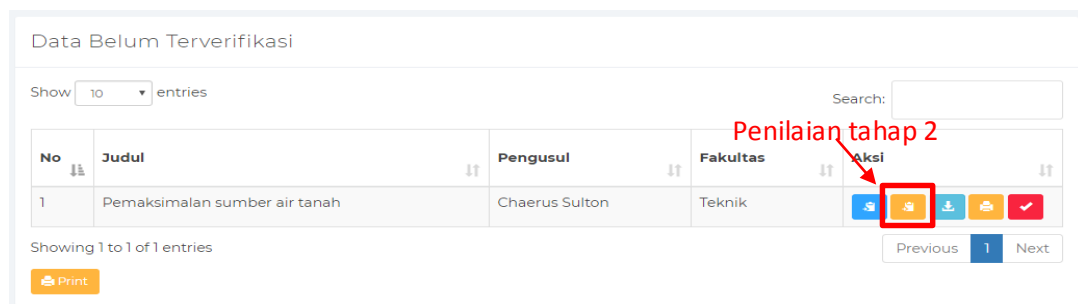 Data Belum Terverifikasi
Show 10 entries
Search:
Penilaian tahap 2
No Judul Pengusul Fakultas Aksi
1 Pemaksimalan sumber air tanah Chaerus Sulton Teknik
Showing 1 to 1 of 1 entries
Previous 1 Next
Print